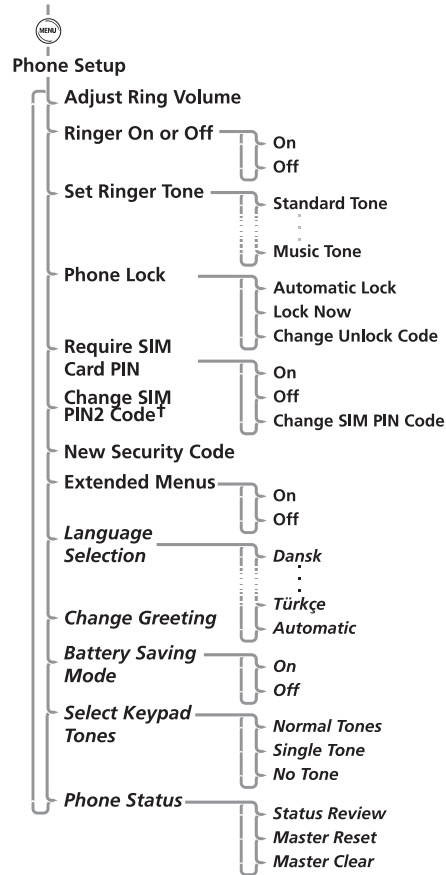 MENU
Phone Setup
Adjust Ring Volume
Ringer On or Off
On
Off
Set Ringer Tone
Standard Tone
Music Tone
Phone Lock
Automatic Lock
Lock Now
Change Unlock Code
Require SIM
Card PIN
On
Off
Change SIM PIN Code
Change SIM
PIN2 Code†
New Security Code
Extended Menus
On
Off
Language
Selection
Dansk
Türkçe
Automatic
Change Greeting
Battery Saving
Mode
On
Off
Select Keypad
Tones
Normal Tones
Single Tone
No Tone
Phone Status
Status Review
Master Reset
Master Clear